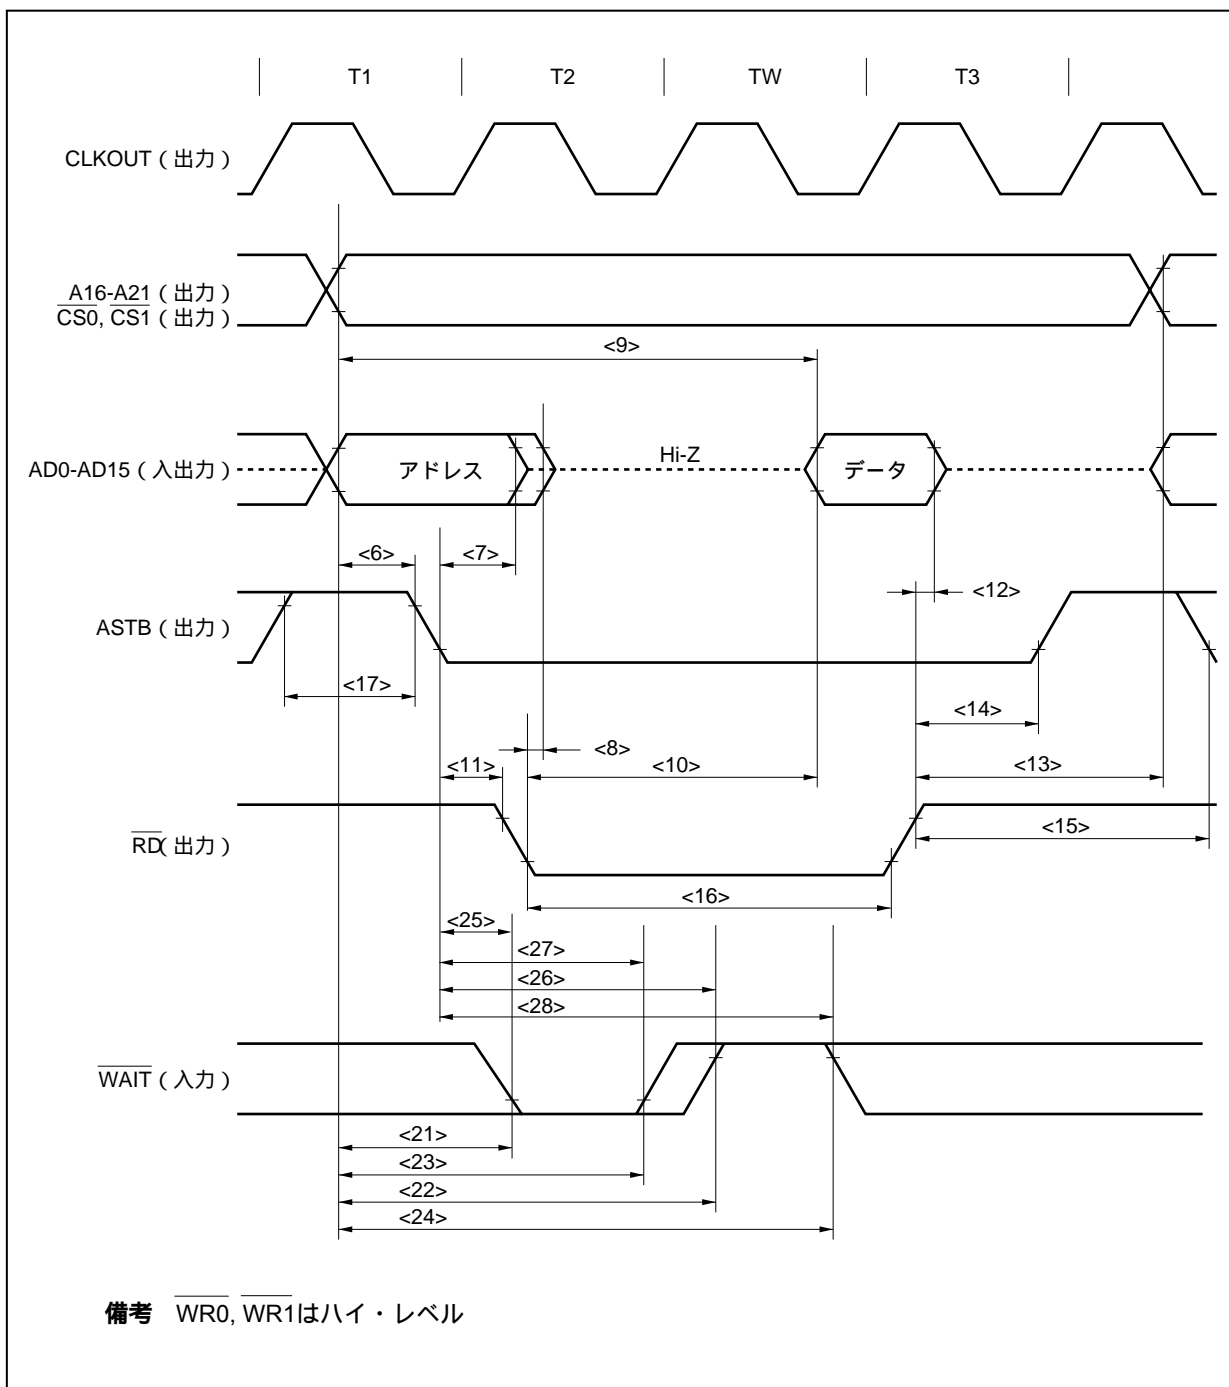 T1 T2 TW T3
CLKOUT（出力）
A16-A21（出力）
CS0, CS1（出力）
<9>
AD0-AD15（入出力）
アドレス
Hi-Z
データ
<6> <7>
<12>
ASTB（出力）
<17>
<14>
<8>
<11> <10> <13>
<15>
RD（出力）
<16>
<25>
<27>
<26>
<28>
WAIT（入力）
<21>
<23>
<22>
<24>
備考 WR0, WR1はハイ・レベル